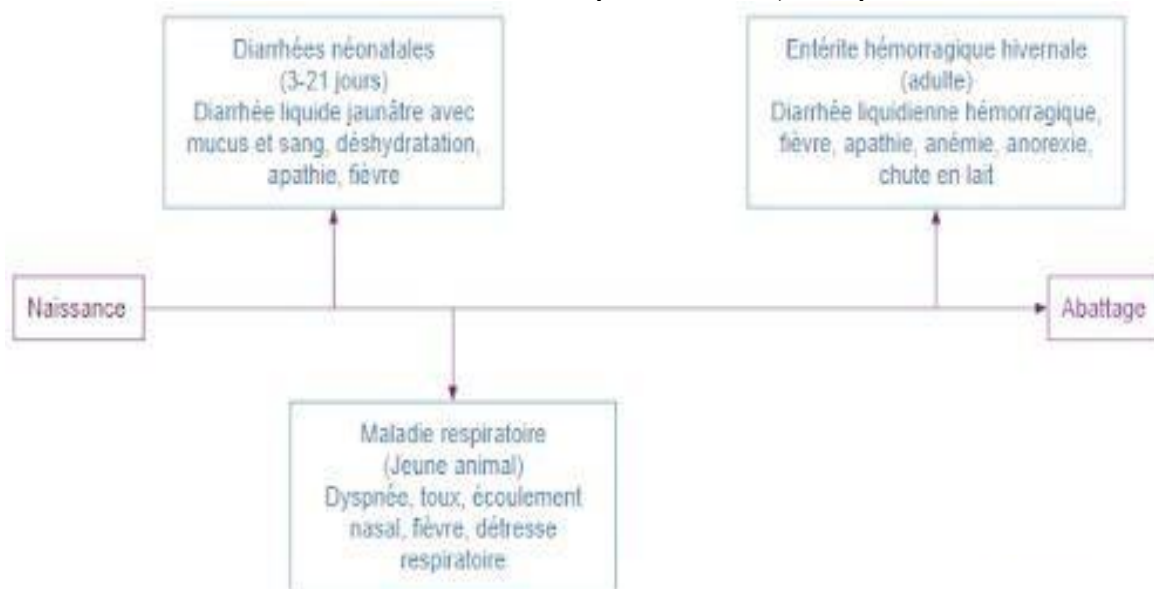 Diarrhées néonatales
(3-21 jours)
Diarrhée liquide jaunâtre avec
mucus et sang, déshydratation,
apathie, fièvre
Entérite hémorragique hivernale
(adulte)
Diarrhée liquidienne hémorragique,
fièvre, apathie, anémie, anorexie,
chute en lait
Naissance
Abattage
Maladie respiratoire
(Jeune animal)
Dyspnée, toux, écoulement
nasal, fièvre, détresse
respiratoire